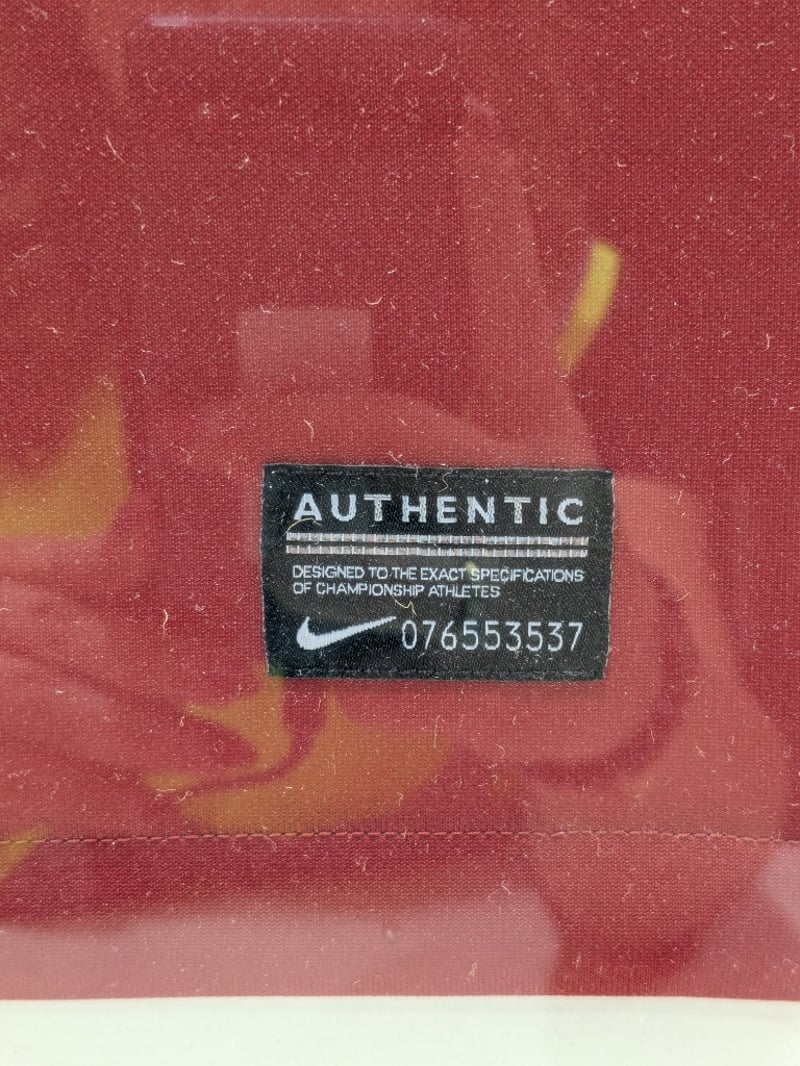 AUTHENTIC
DESIGNED TO THE EXACT SPECIFICATIONS
OF CHAMPIONSHIP ATHLETES
076553537